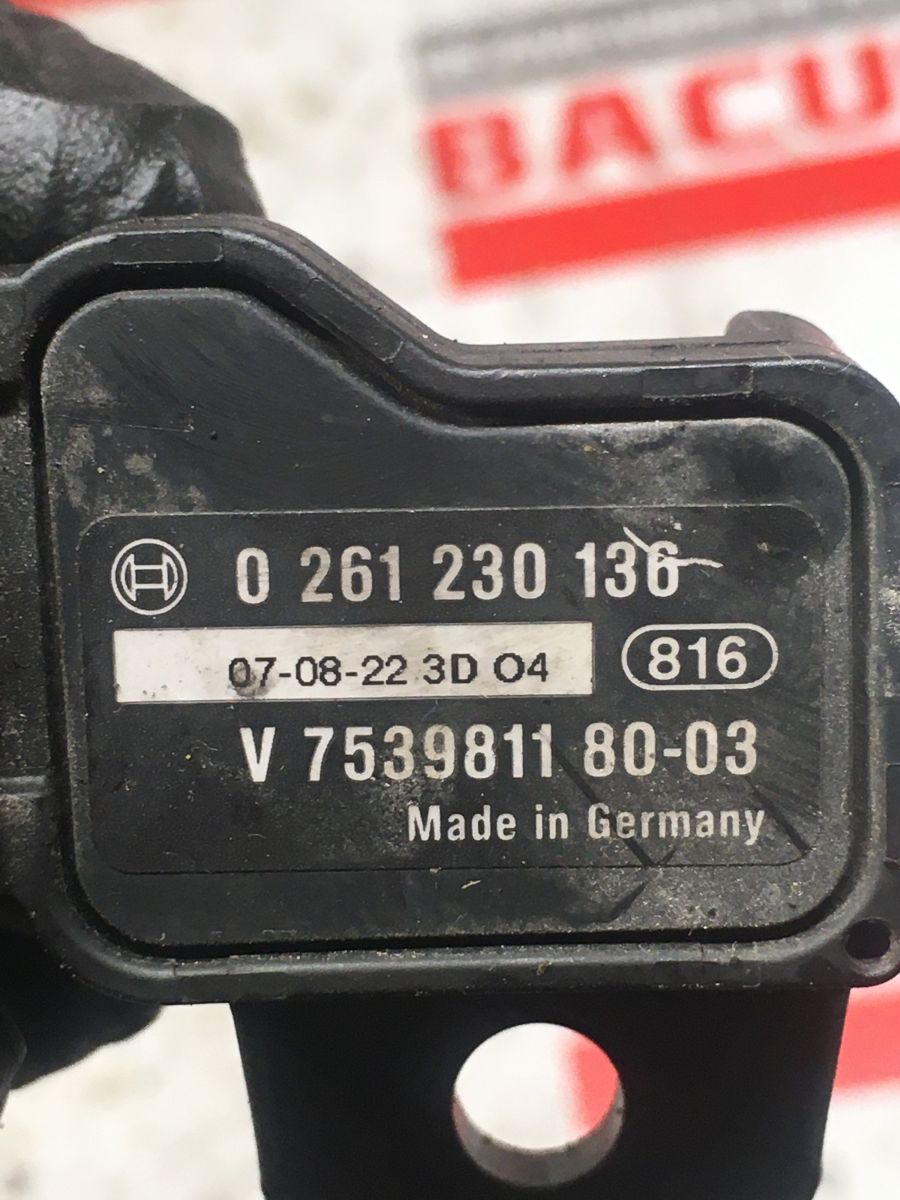 BACU
0 261 230 136
07-08-22 3D O4
816
V 7539811 80-03
Made in Germany